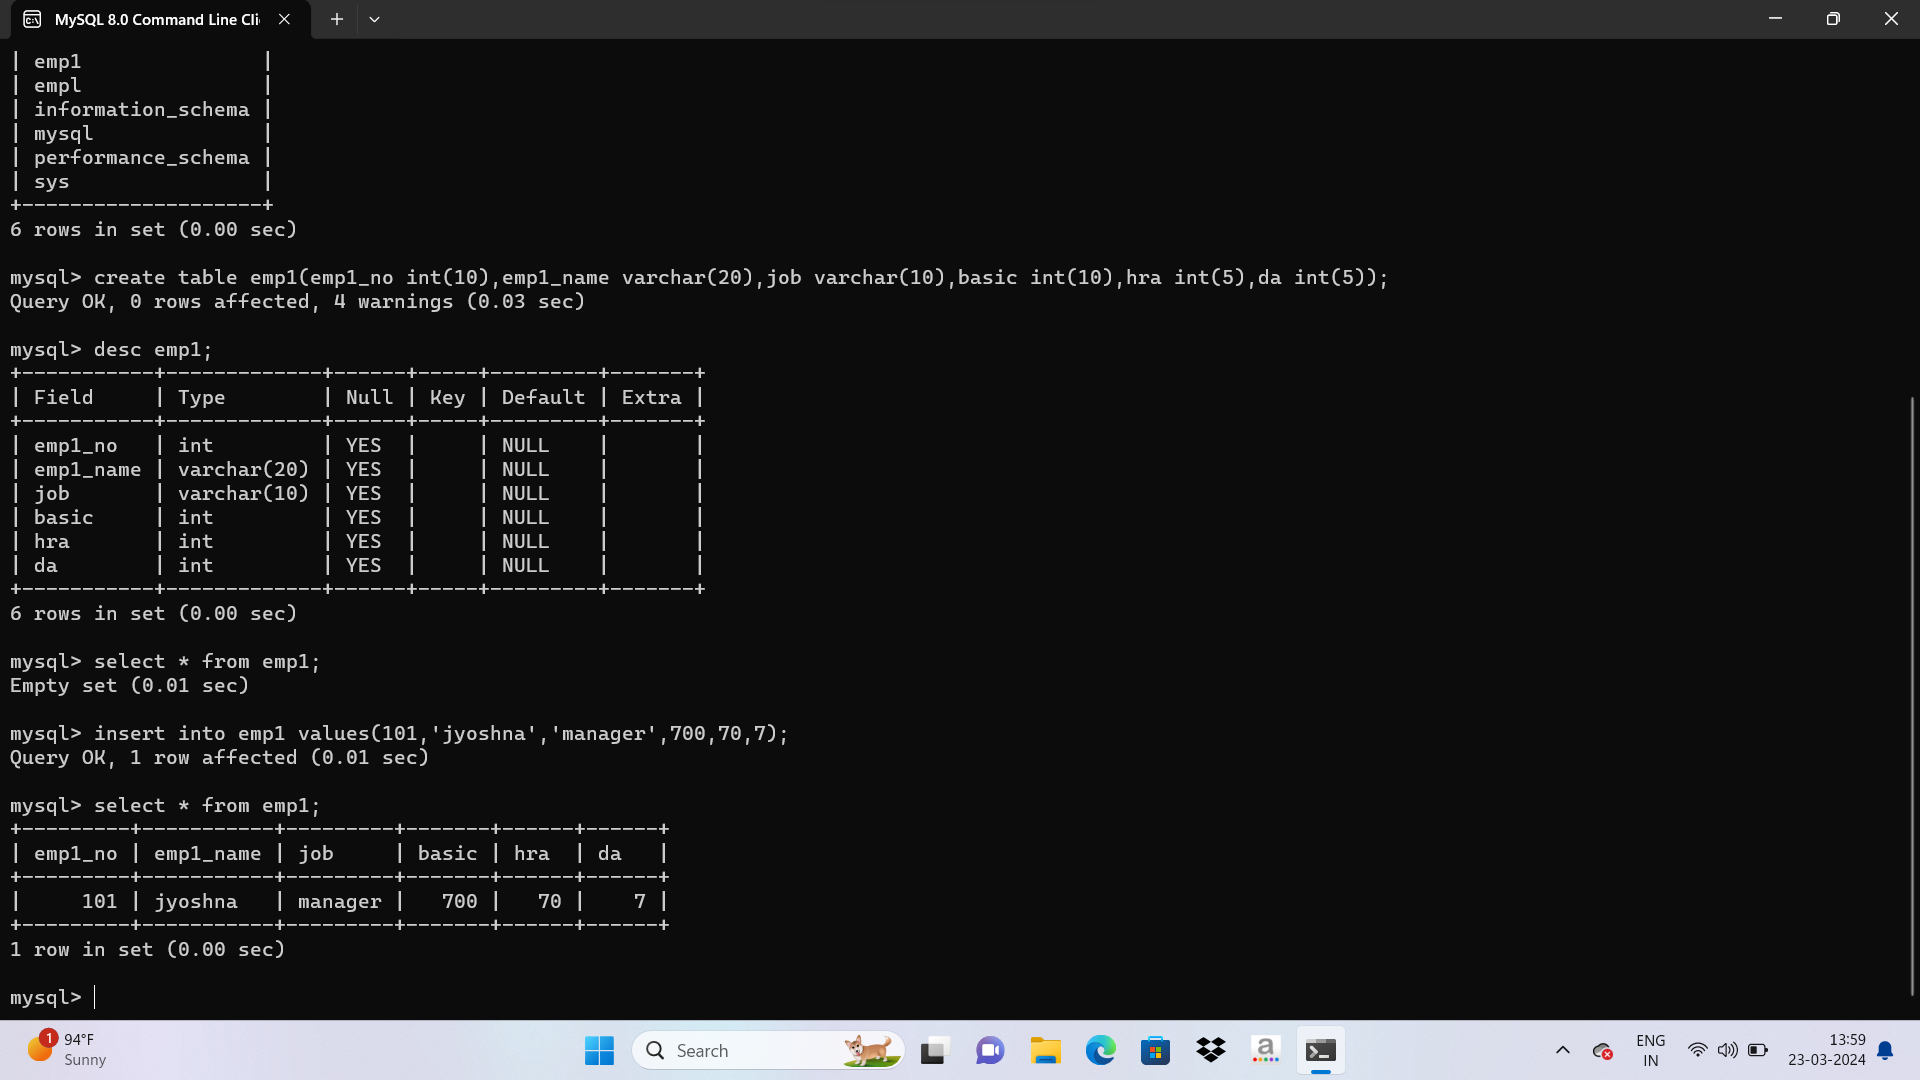 MySQL 8.0 Command Line Cli
| emp1               |
| empl               |
| information_schema |
| mysql              |
| performance_schema |
| sys                |
+--------------------+
6 rows in set (0.00 sec)
mysql> create table emp1(emp1_no int(10),emp1_name varchar(20),job varchar(10),basic int(10),hra int(5),da int(5));
Query OK, 0 rows affected, 4 warnings (0.03 sec)
mysql> desc emp1;
+-----------+-------------+------+-----+---------+-------+
| Field     | Type        | Null | Key | Default | Extra |
+-----------+-------------+------+-----+---------+-------+
| emp1_no   | int         | YES  |     | NULL    |       |
| emp1_name | varchar(20) | YES  |     | NULL    |       |
| job       | varchar(10) | YES  |     | NULL    |       |
| basic     | int         | YES  |     | NULL    |       |
| hra       | int         | YES  |     | NULL    |       |
| da        | int         | YES  |     | NULL    |       |
+-----------+-------------+------+-----+---------+-------+
6 rows in set (0.00 sec)
mysql> select * from emp1;
Empty set (0.01 sec)
mysql> insert into emp1 values(101,'jyoshna','manager',700,70,7);
Query OK, 1 row affected (0.01 sec)
mysql> select * from emp1;
+---------+-----------+---------+-------+------+------+
| emp1_no | emp1_name | job     | basic | hra  | da   |
+---------+-----------+---------+-------+------+------+
|     101 | jyoshna   | manager |   700 |   70 |    7 |
+---------+-----------+---------+-------+------+------+
1 row in set (0.00 sec)
mysql>
1
94°F
Sunny
Search
a
ENG
IN
13:59
23-03-2024